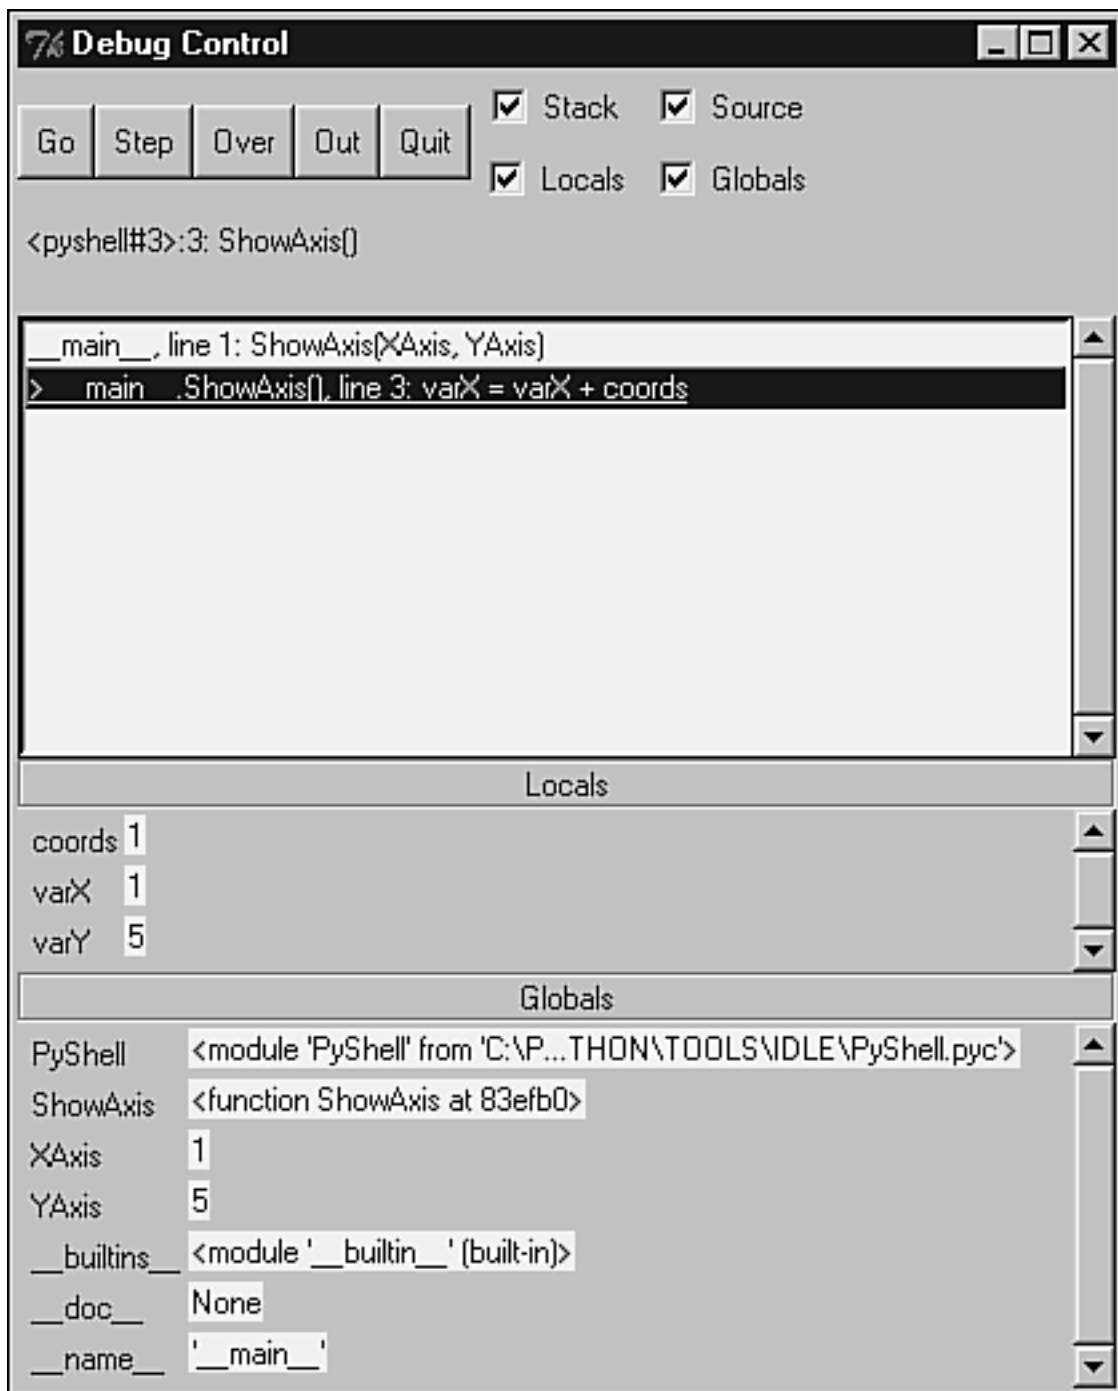 Debug Control
Go Step Over Out Quit
Stack Source
Locals Globals
<pyshell#3>:3: ShowAxis()
__main__, line 1: ShowAxis(XAxis, YAxis)
> __main__.ShowAxis(), line 3: varX = varX + coords
Locals
coords 1
varX 1
varY 5
Globals
PyShell <module 'PyShell' from 'C:\P...THON\TOOLS\IDLE\PyShell.pyc'>
ShowAxis <function ShowAxis at 83efb0>
XAxis 1
YAxis 5
__builtins__ <module '__builtin__' (built-in)>
__doc__ None
__name__ '__main__'